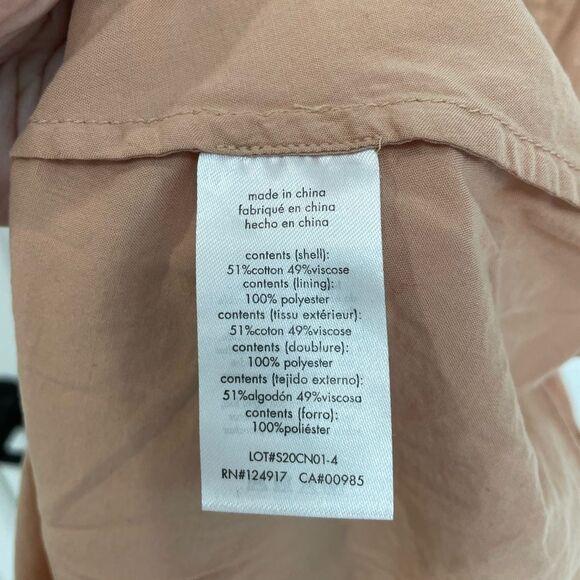 made in china
fabriqué en china
hecho en china
contents (shell):
51%cotton 49%viscose
contents (lining):
100% polyester
contents (tissu extérieur):
51%coton 49%viscose
contents (doublure):
100% polyester
contents (tejido externo):
51%algodón 49%viscosa
contents (forro):
100%poliéster
LOT#S20CN01-4
RN#124917 CA#00985